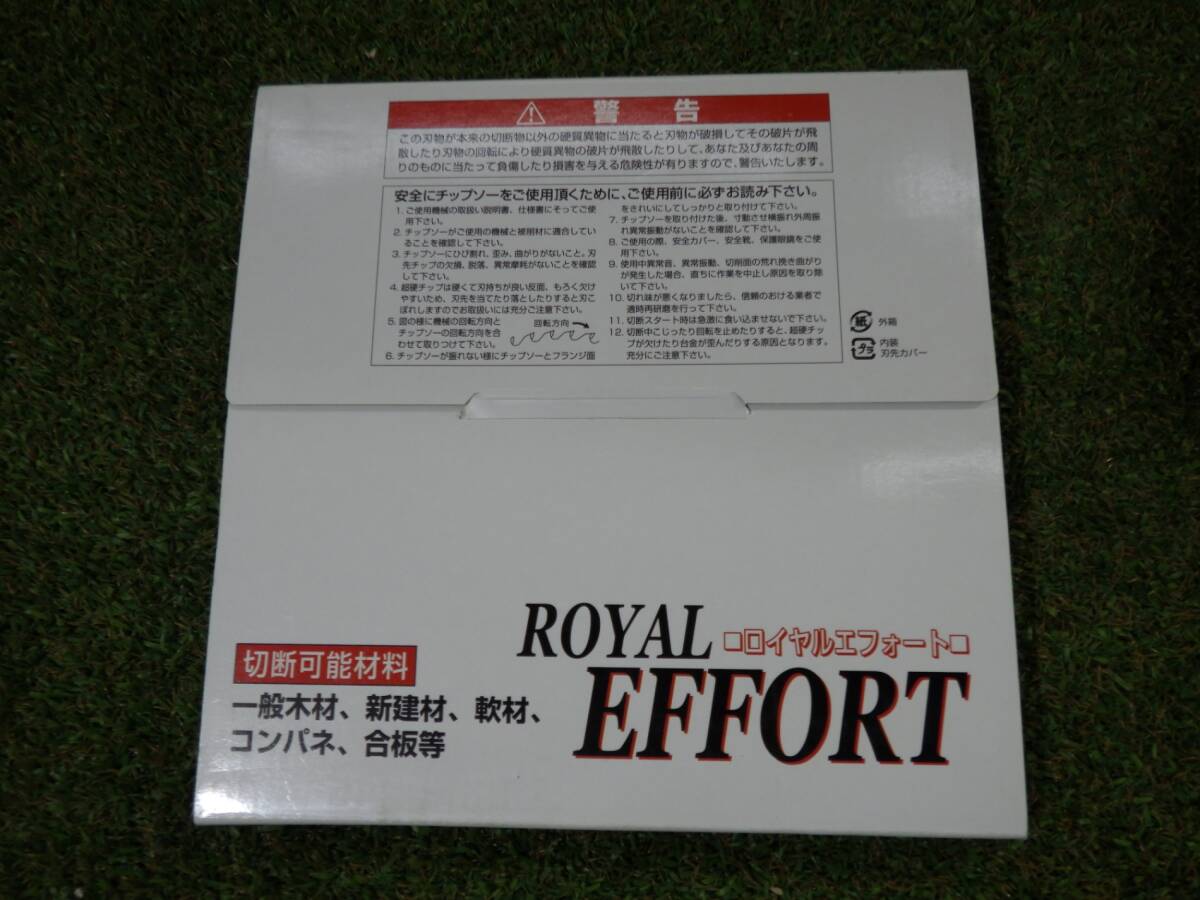 警告
この刃物が本来の切断物以外の硬質異物に当たると刃物が破損してその破片が飛
散したり刃物の回転により硬質異物の破片が飛散したりして、あなた及びあなたの周
りのものに当たって負傷したり損害を与える危険性が有りますので、警告いたします。
安全にチップソーをご使用頂くために、ご使用前に必ずお読み下さい。
1. ご使用機械の取扱い説明書、仕様書にそってご使
用下さい。
2. チップソーがご使用の機械と被削材に適合してい
ることを確認して下さい。
3. チップソーにひび割れ、歪み、曲がりがないこと。刃
先チップの欠損、脱落、異常摩耗がないことを確認
して下さい。
4. 超硬チップは硬くて刃持ちが良い反面、もろく欠け
やすいため、刃先を当てたり落としたりすると刃こ
ぼれしますのでお取扱いには充分ご注意下さい。
5. 図の様に機械の回転方向と
チップソーの回転方向を合
わせて取りつけて下さい。
回転方向
6. チップソーが振れない様にチップソーとフランジ面
をきれいにしてしっかりと取り付けて下さい。
7. チップソーを取り付けた後、寸動させ横振れ外周振
れ異常振動がないことを確認して下さい。
8. ご使用の際、安全カバー、安全靴、保護眼鏡をご使
用下さい。
9. 使用中異常音、異常振動、切削面の荒れ挽き曲がり
が発生した場合、直ちに作業を中止し原因を取り除
いて下さい。
10. 切れ味が悪くなりましたら、信頼のおける業者で
適時再研磨を行って下さい。
11. 切断スタート時は急激に食い込ませないで下さい。
12. 切断中こじったり回転を止めたりすると、超硬チッ
プが欠けたり台金が歪んだりする原因となります。
充分にご注意下さい。
紙 外箱
プラ 内装
刃先カバー
ROYAL
■ロイヤルエフォート■
EFFORT
切断可能材料
一般木材、新建材、軟材、
コンパネ、合板等